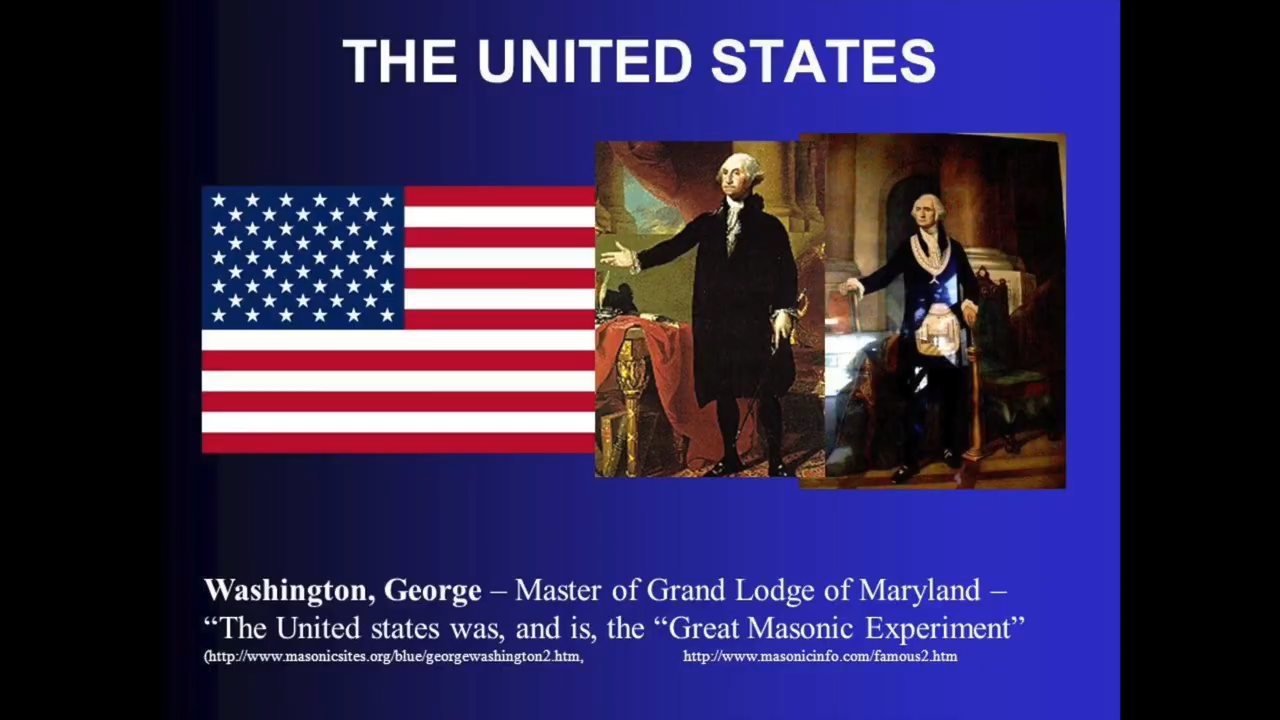 THE UNITED STATES
Washington, George – Master of Grand Lodge of Maryland –
“The United states was, and is, the “Great Masonic Experiment”
(http://www.masonicsites.org/blue/georgewashington2.htm, http://www.masonicinfo.com/famous2.htm